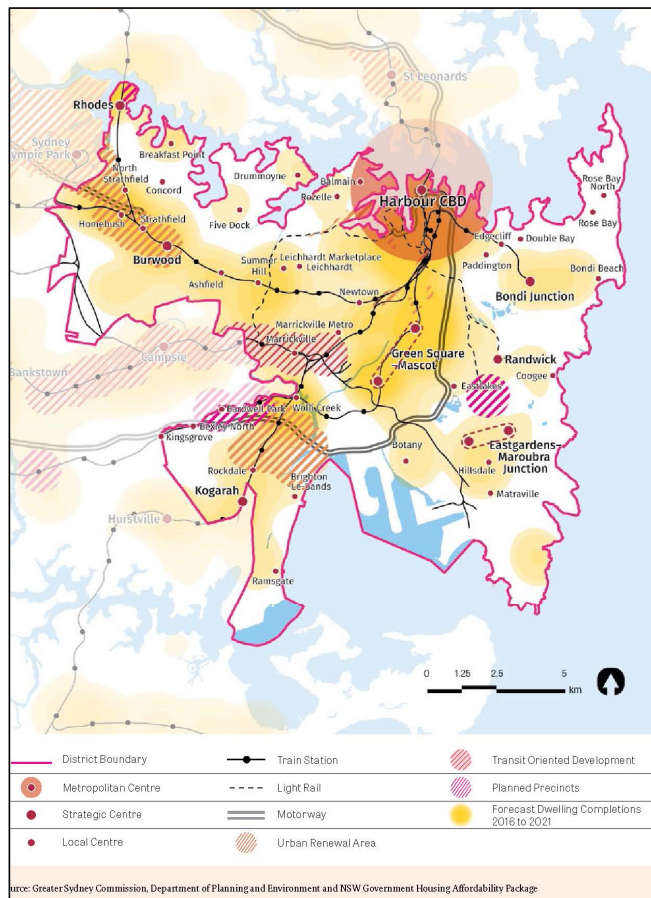 St Leonards
Rhodes
Sydney
ympic Park
Breakfast Point
North
Strathfield
Concord
Drummoyne
Balmain
Rozelle
Harbour CBD
Rose Bay
North
Homebush
Strathfield
Five Dock
Edgecliff
Double Bay
Rose Bay
Burwood
Summer
Hill
Leichhardt Marketplace
Leichhardt
Paddington
Bondi Beach
Ashfield
Newtown
Bondi Junction
Marrickville Metro
Marrickville
Campsie
Green Square
–Mascot
Randwick
Bankstown
Coogee
Eastlakes
Bardwell Park
Wolli Creek
Bexley North
Kingsgrove
Botany
Eastgardens–
Maroubra
Junction
Rockdale
Brighton
Le-Sands
Hillsdale
Kogarah
Matraville
Hurstville
Ramsgate
0 1.25 2.5 5
km
District Boundary
Train Station
Transit Oriented Development
Metropolitan Centre
Light Rail
Planned Precincts
Strategic Centre
Motorway
Forecast Dwelling Completions
2016 to 2021
Local Centre
Urban Renewal Area
urce: Greater Sydney Commission, Department of Planning and Environment and NSW Government Housing Affordability Package